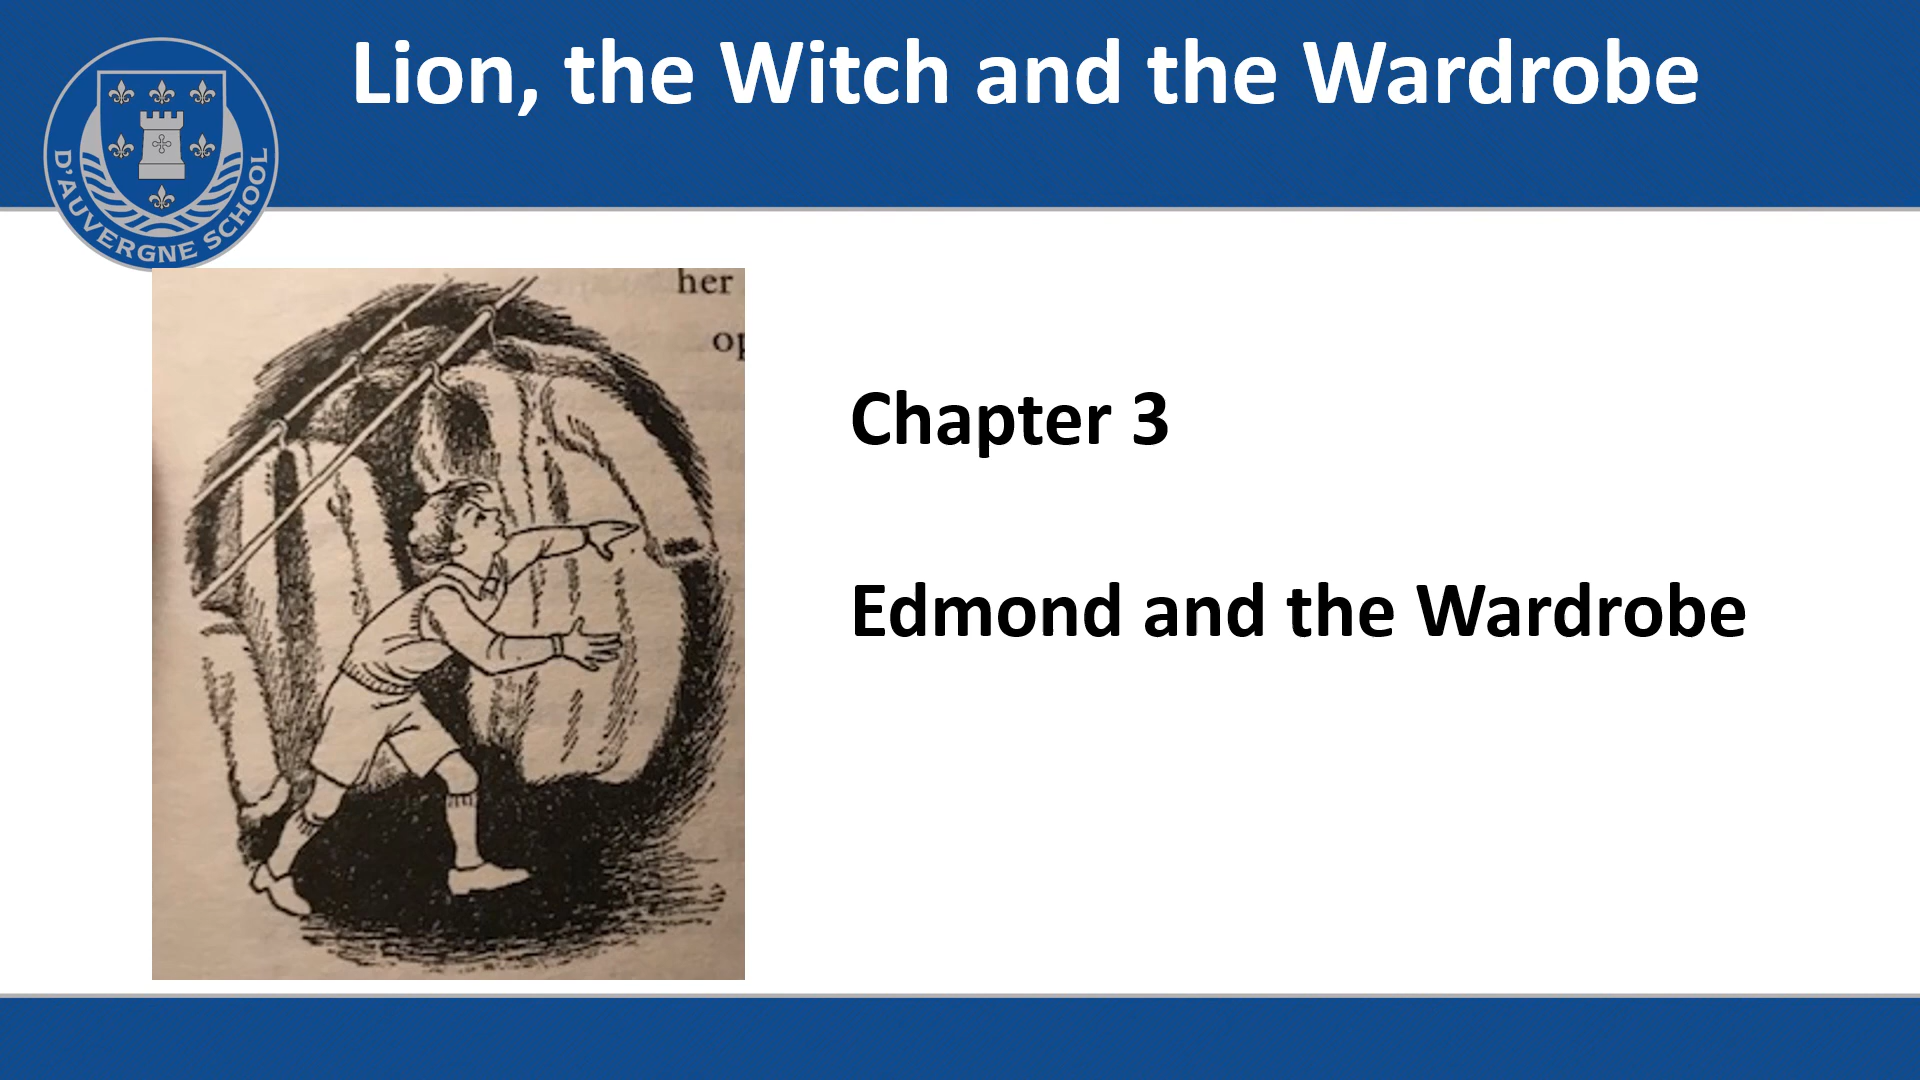 Lion, the Witch and the Wardrobe
D'AUVERGNE SCHOOL
her
Chapter 3
Edmond and the Wardrobe